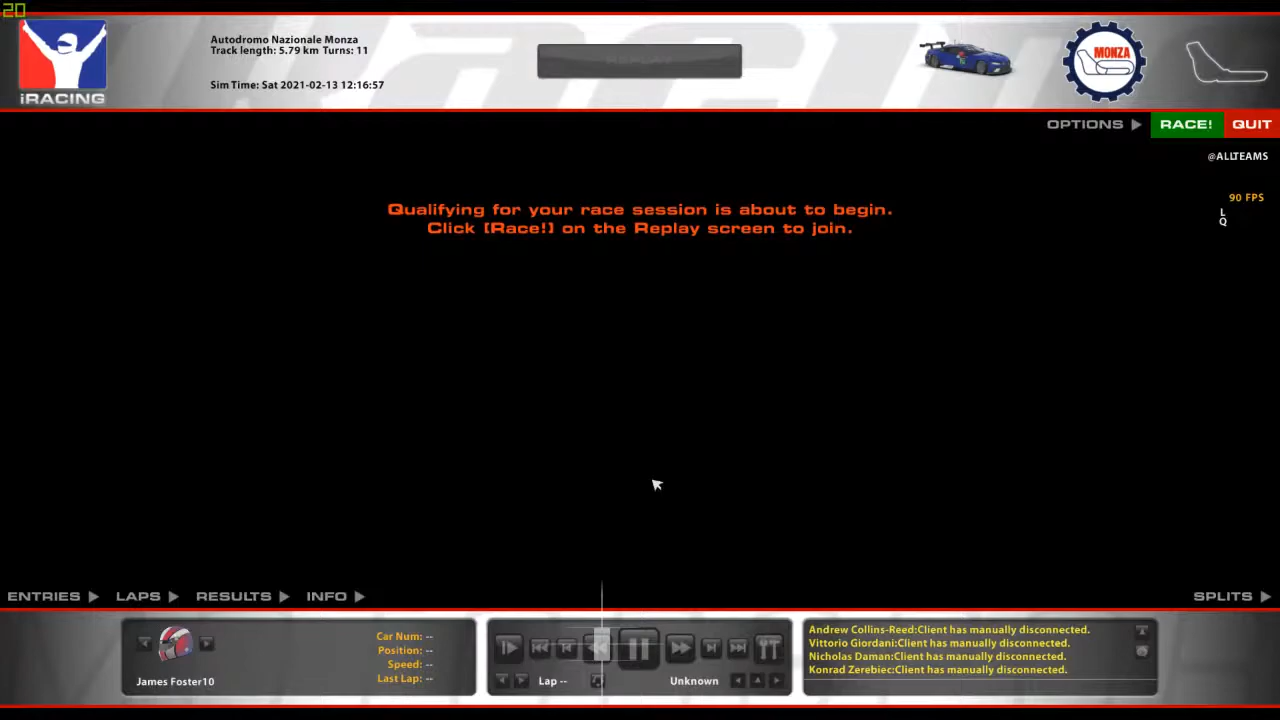 20
iRACING
Autodromo Nazionale Monza
Track length: 5.79 km Turns: 11
Sim Time: Sat 2021-02-13 12:16:57
REPLAY
MONZA
OPTIONS
RACE!
QUIT
@ALLTEAMS
90 FPS
L
Q
Qualifying for your race session is about to begin.
Click [Race!] on the Replay screen to join.
ENTRIES
LAPS
RESULTS
INFO
SPLITS
James Foster10
Car Num: --
Position: --
Speed: --
Last Lap: --
Lap --
Unknown
Andrew Collins-Reed:Client has manually disconnected.
Vittorio Giordani:Client has manually disconnected.
Nicholas Daman:Client has manually disconnected.
Konrad Zerebiec:Client has manually disconnected.